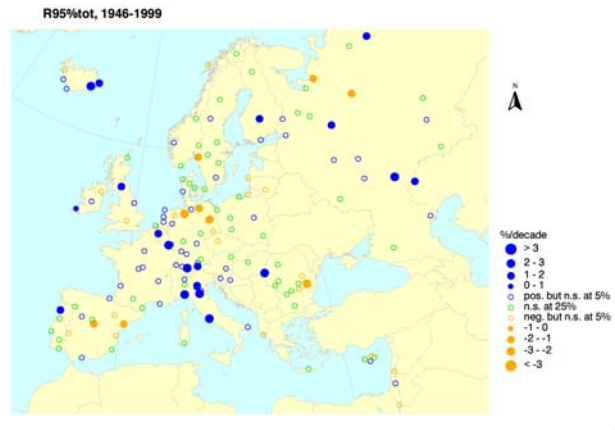 R95%tot, 1946-1999
N
%/decade
> 3
2 - 3
1 - 2
0 - 1
pos. but n.s. at 5%
n.s. at 25%
neg. but n.s. at 5%
-1 - 0
-2 - -1
-3 - -2
< -3